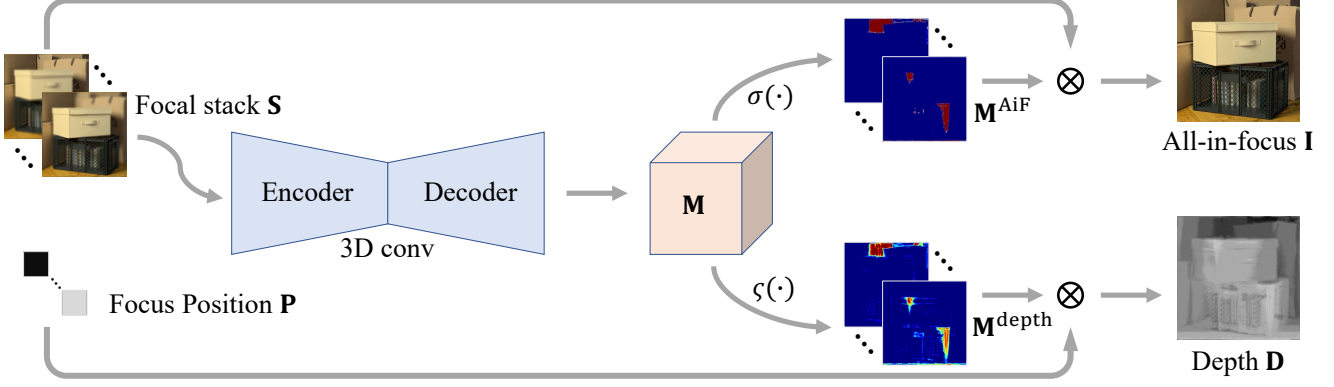 Focal stack S
Encoder
Decoder
3D conv
M
σ(·)
M^AiF
⊗
All-in-focus I
Focus Position P
ς(·)
M^depth
⊗
Depth D